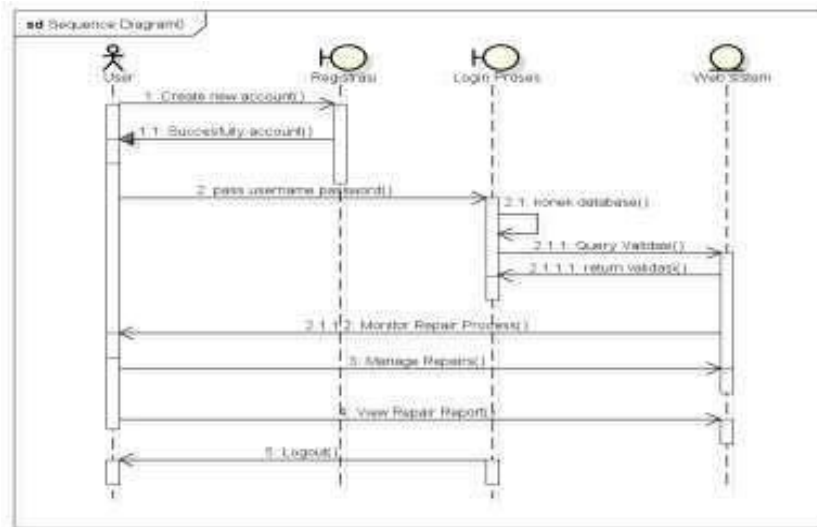 sd Sequence Diagram()
User
Registrasi
Login Proses
Web Sistem
1: Create new account()
1.1: Succesfully account()
2: pass username password()
2.1: konek database()
2.1.1: Query Validasi()
2.1.1.1: return validasi()
2.1.1.2: Monitor Repair Process()
3: Manage Repairs()
4: View Repair Report()
5: Logout()